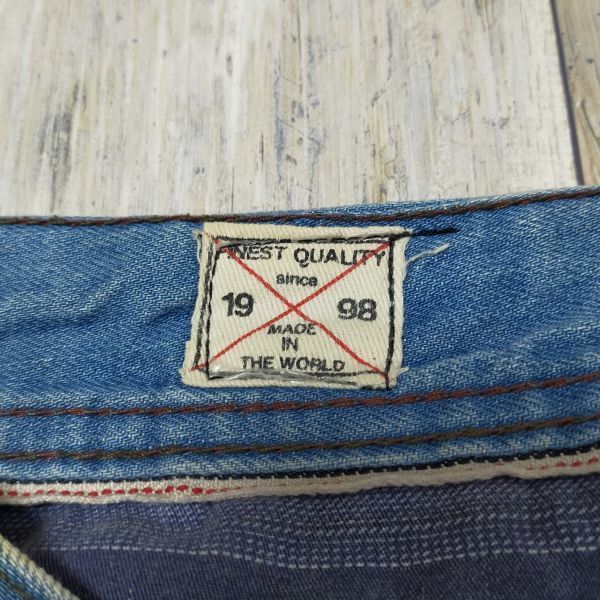 FINEST QUALITY
since
19 98
MADE
IN
THE WORLD